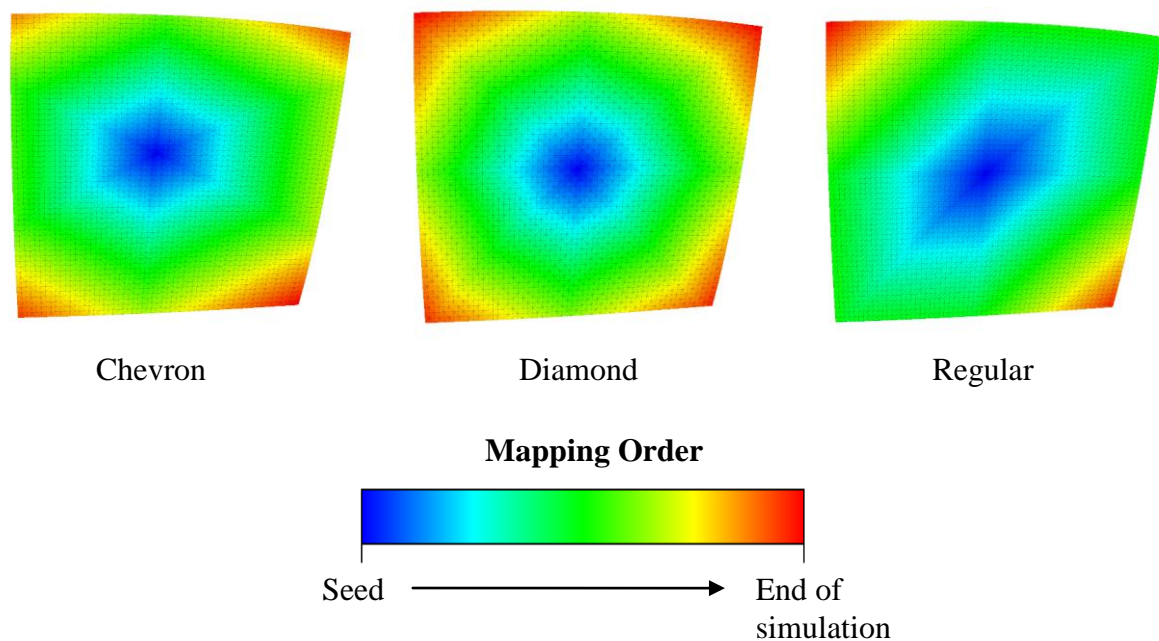 Chevron
Diamond
Regular
Mapping Order
Seed
End of
simulation